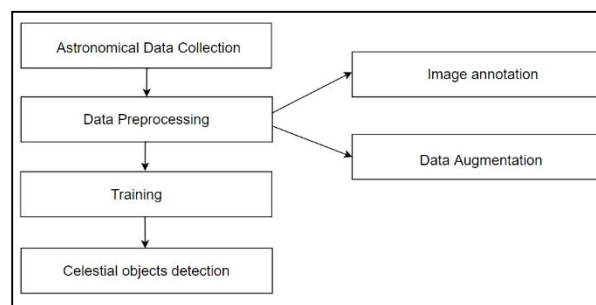 Astronomical Data Collection
Data Preprocessing
Training
Celestial objects detection
Image annotation
Data Augmentation